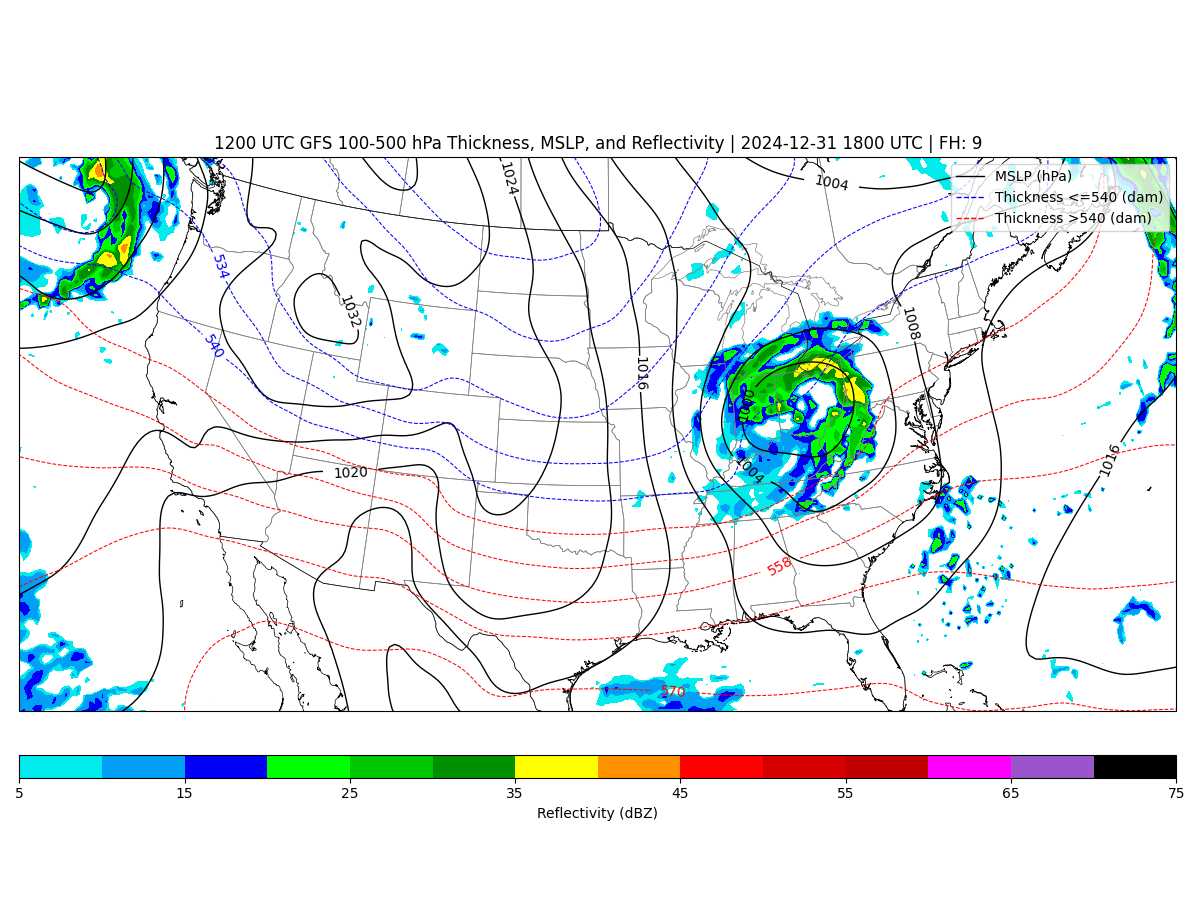 1200 UTC GFS 100-500 hPa Thickness, MSLP, and Reflectivity | 2024-12-31 1800 UTC | FH: 9
MSLP (hPa)
Thickness <=540 (dam)
Thickness >540 (dam)
1024
1004
534
1032
540
1008
1016
1004
1016
1020
558
570
5 15 25 35 45 55 65 75
Reflectivity (dBZ)